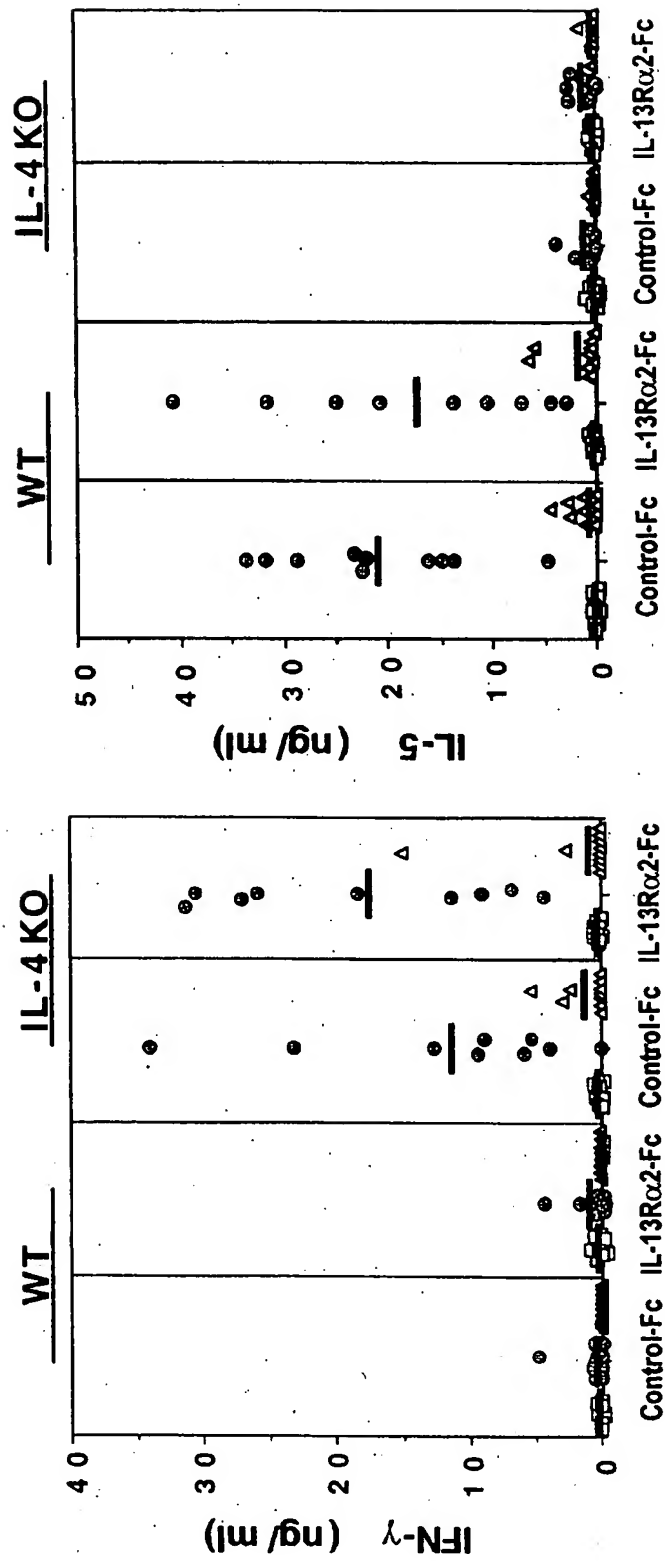 WT
IL-4 KO
IFN-γ (ng/ml)
40
30
20
10
0
Control-Fc
IL-13Rα2-Fc
Control-Fc
IL-13Rα2-Fc
WT
IL-4 KO
IL-5 (ng/ml)
50
40
30
20
10
0
Control-Fc
IL-13Rα2-Fc
Control-Fc
IL-13Rα2-Fc